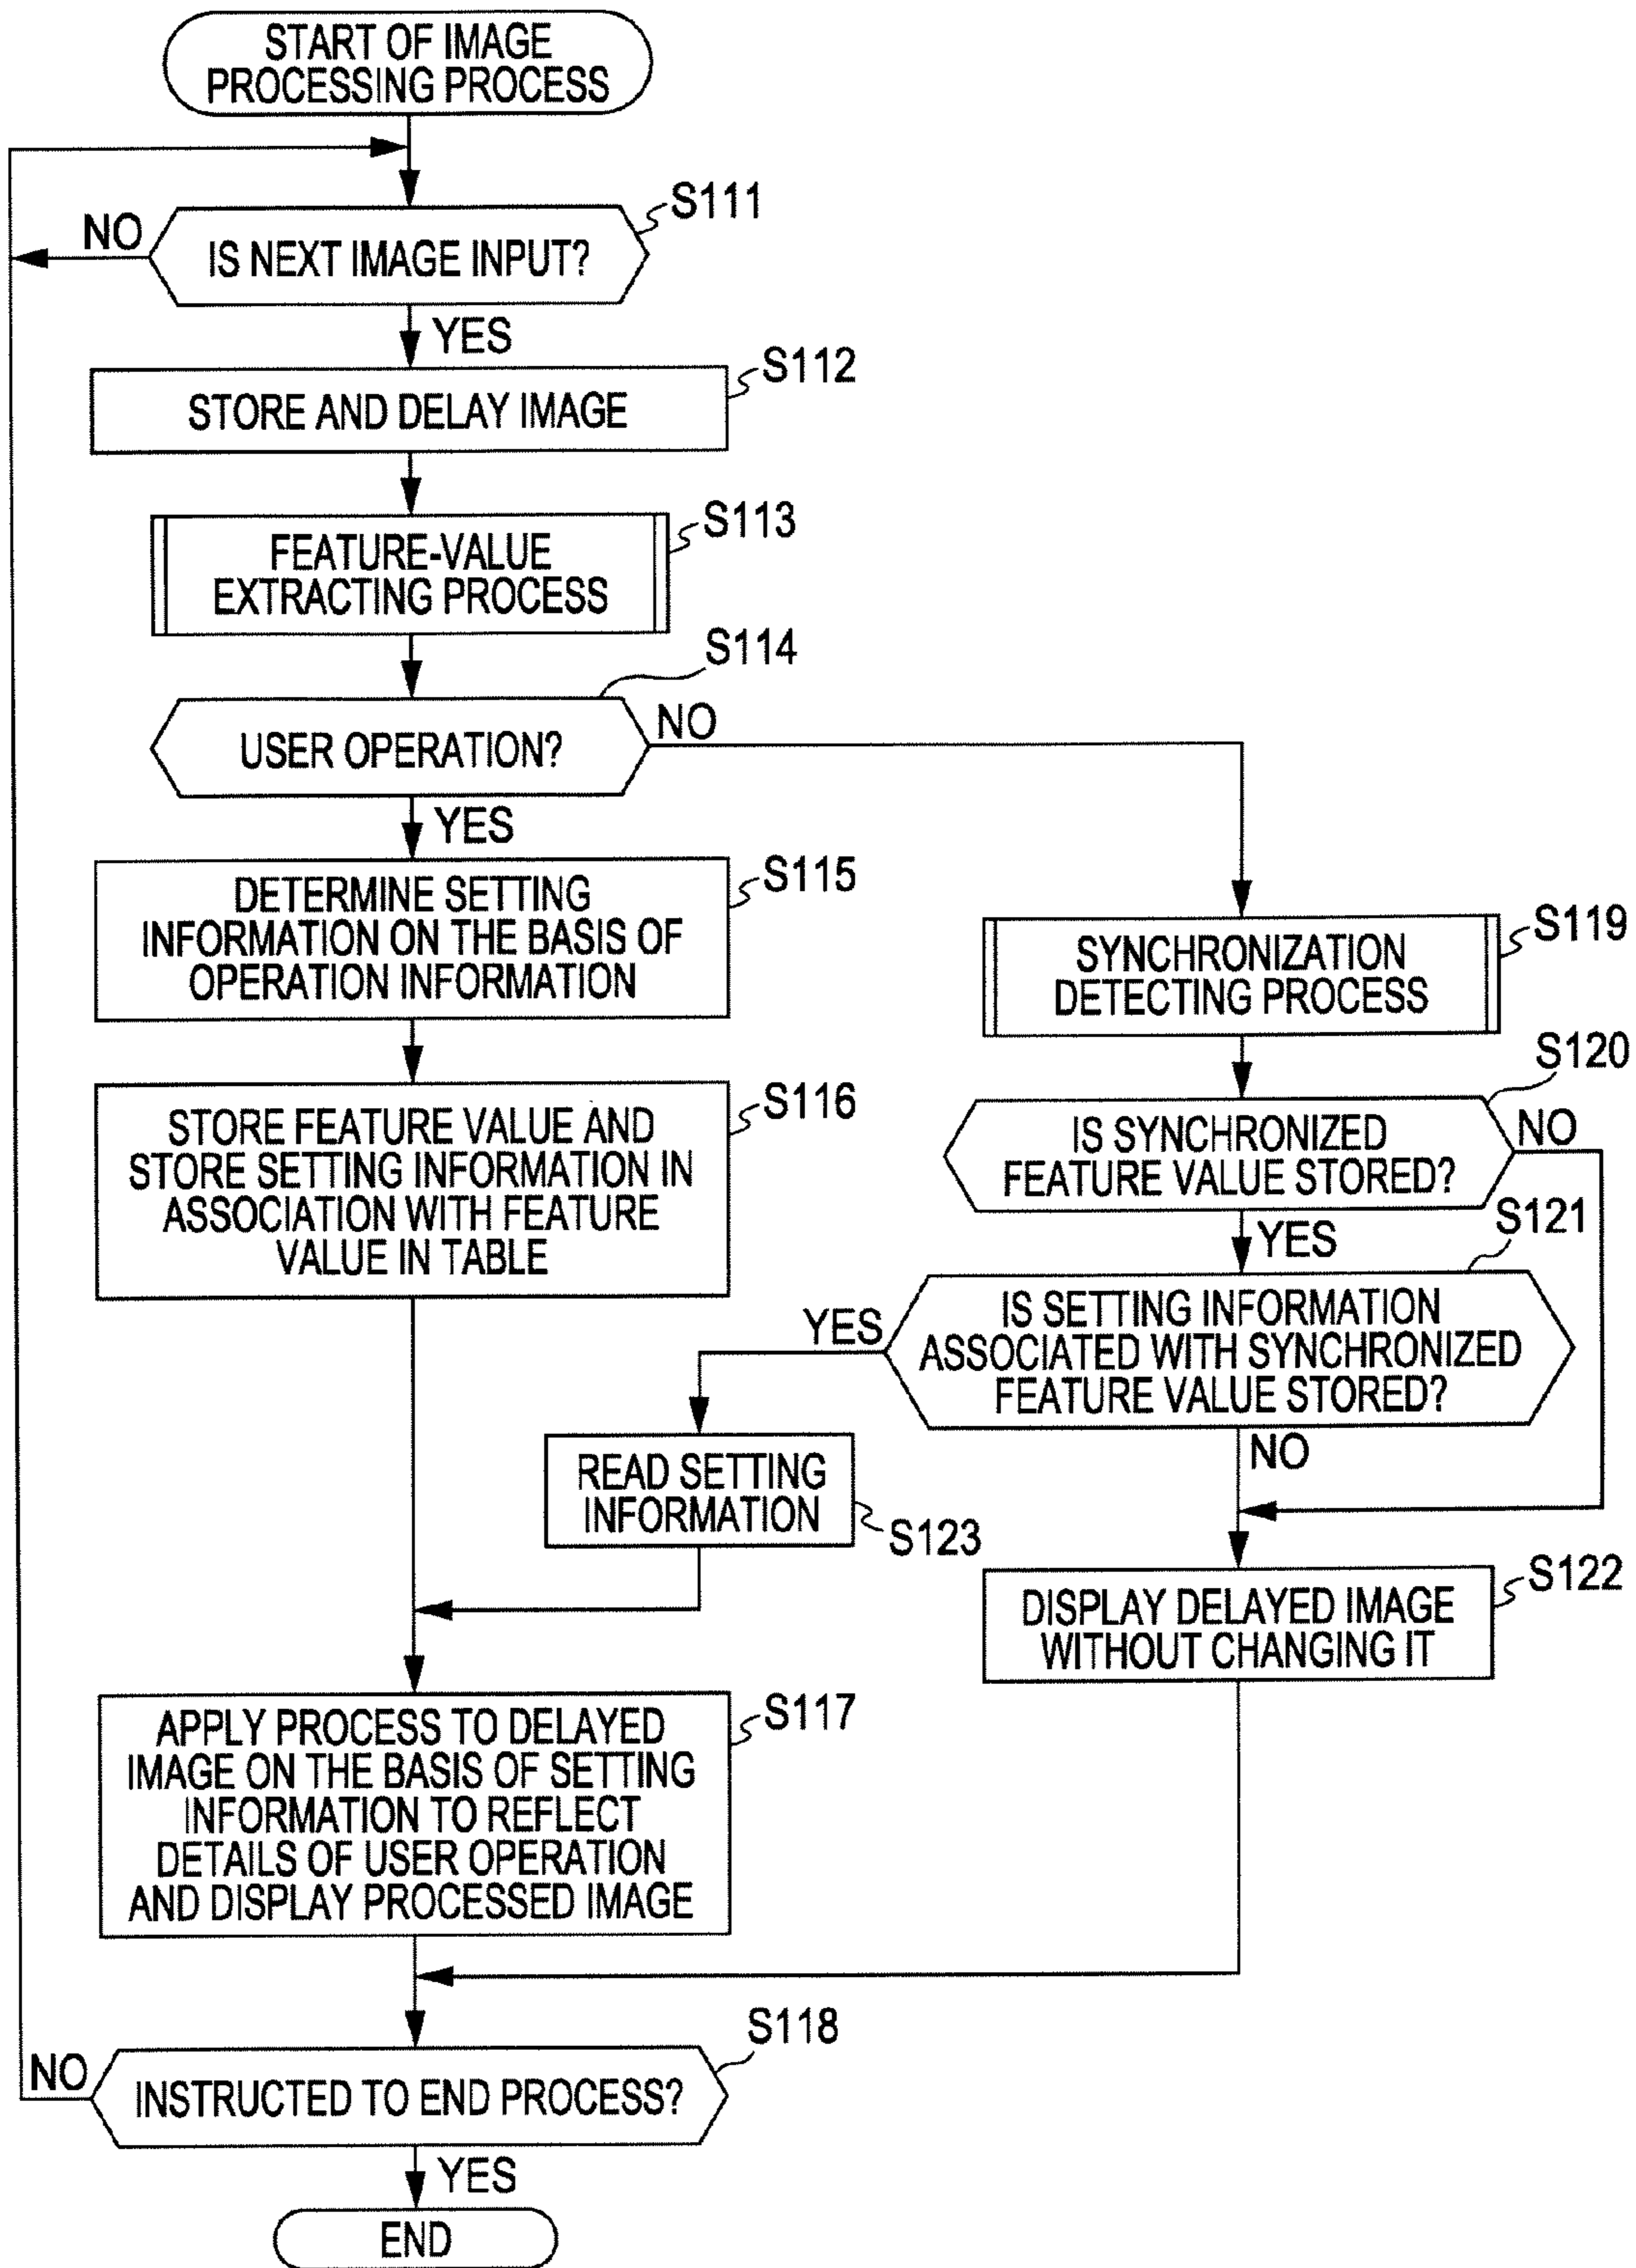 START OF IMAGE
PROCESSING PROCESS
S111
NO
IS NEXT IMAGE INPUT?
YES
S112
STORE AND DELAY IMAGE
S113
FEATURE-VALUE
EXTRACTING PROCESS
S114
NO
USER OPERATION?
YES
S115
DETERMINE SETTING
INFORMATION ON THE BASIS OF
OPERATION INFORMATION
S116
STORE FEATURE VALUE AND
STORE SETTING INFORMATION IN
ASSOCIATION WITH FEATURE
VALUE IN TABLE
S119
SYNCHRONIZATION
DETECTING PROCESS
S120
NO
IS SYNCHRONIZED
FEATURE VALUE STORED?
YES
S121
YES
IS SETTING INFORMATION
ASSOCIATED WITH SYNCHRONIZED
FEATURE VALUE STORED?
NO
READ SETTING
INFORMATION
S123
S122
DISPLAY DELAYED IMAGE
WITHOUT CHANGING IT
S117
APPLY PROCESS TO DELAYED
IMAGE ON THE BASIS OF SETTING
INFORMATION TO REFLECT
DETAILS OF USER OPERATION
AND DISPLAY PROCESSED IMAGE
S118
NO
INSTRUCTED TO END PROCESS?
YES
END